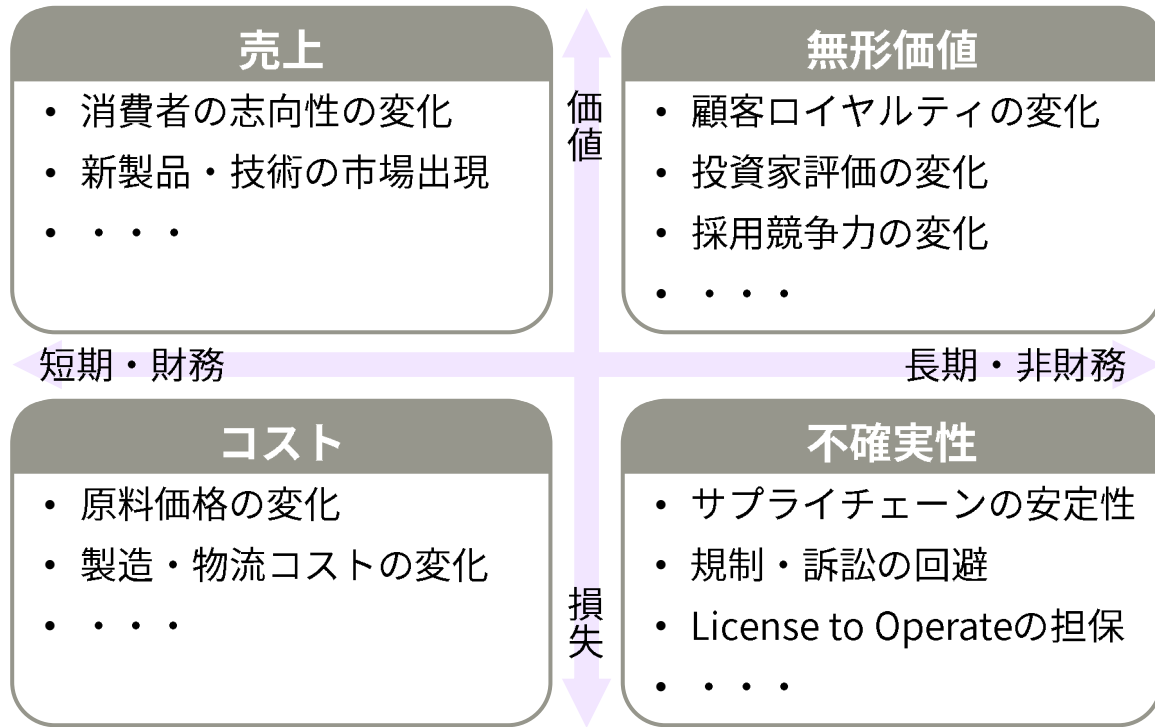 売上
• 消費者の志向性の変化
• 新製品・技術の市場出現
• ・・・
価値
無形価値
• 顧客ロイヤルティの変化
• 投資家評価の変化
• 採用競争力の変化
• ・・・
短期・財務
長期・非財務
コスト
• 原料価格の変化
• 製造・物流コストの変化
• ・・・
損失
不確実性
• サプライチェーンの安定性
• 規制・訴訟の回避
• License to Operateの担保
• ・・・